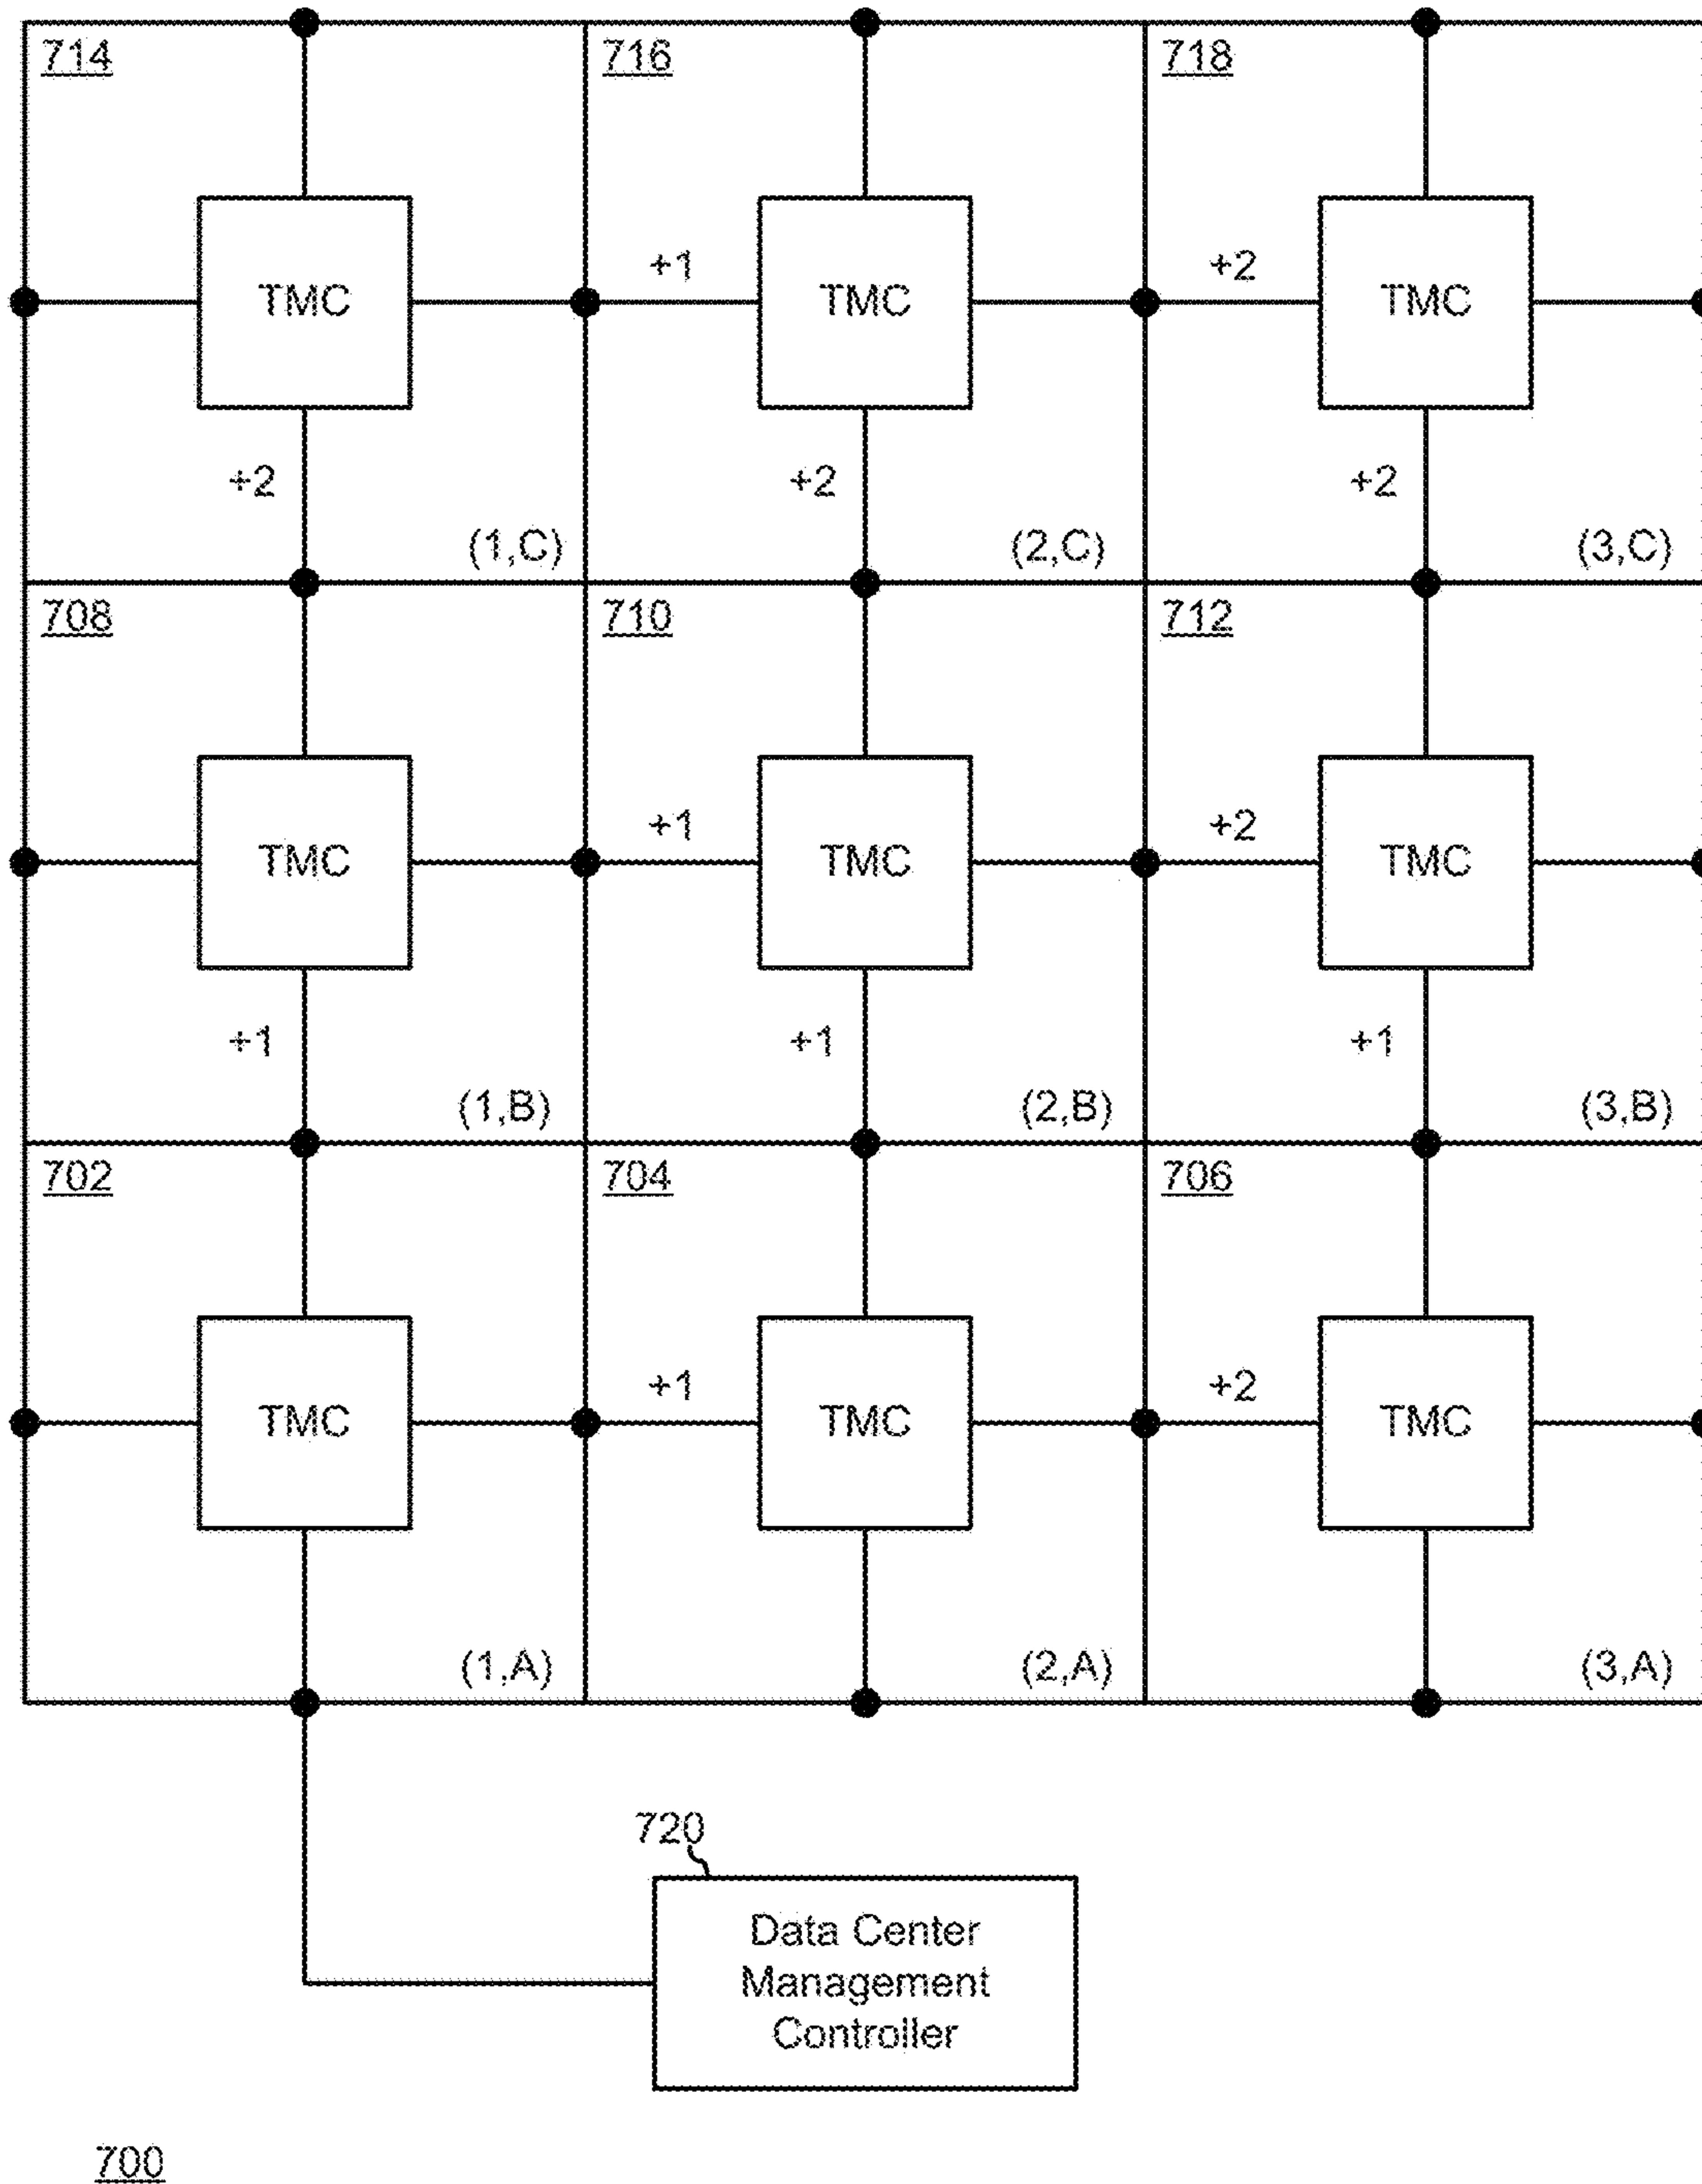 714 716 718
+1 +2
TMC TMC TMC
+2 +2 +2
(1,C) (2,C) (3,C)
708 710 712
+1 +2
TMC TMC TMC
+1 +1 +1
(1,B) (2,B) (3,B)
702 704 706
+1 +2
TMC TMC TMC
(1,A) (2,A) (3,A)
720
Data Center
Management
Controller
700